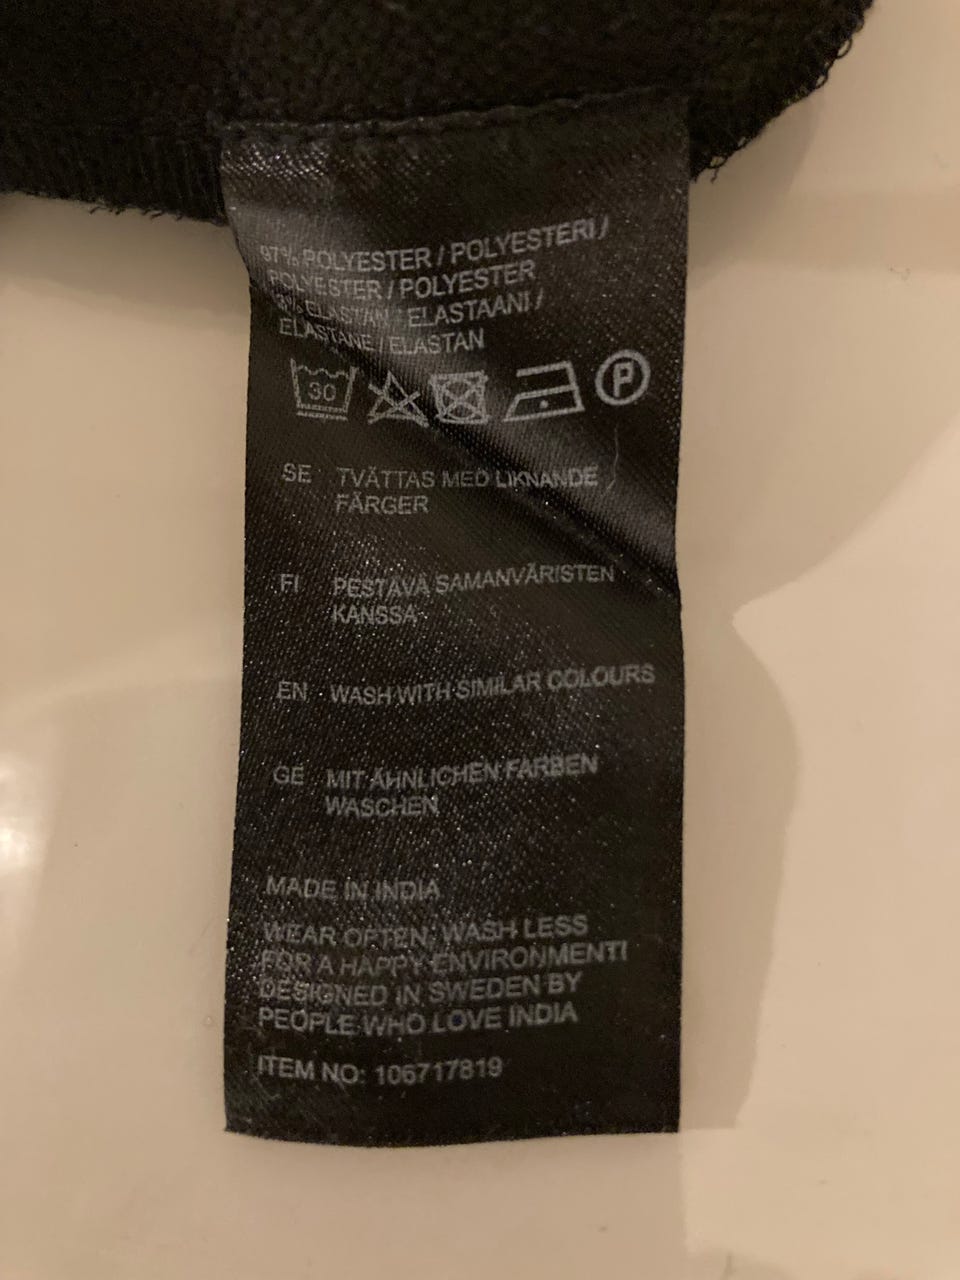 97% POLYESTER / POLYESTERI /
POLYESTER / POLYESTER
3% ELASTAN / ELASTAANI /
ELASTANE / ELASTAN
30 P
SE TVÄTTAS MED LIKNANDE
FÄRGER
FI PESTÄVÄ SAMANVÄRISTEN
KANSSA
EN WASH WITH SIMILAR COLOURS
GE MIT ÄHNLICHEN FARBEN
WASCHEN
MADE IN INDIA
WEAR OFTEN, WASH LESS
FOR A HAPPY ENVIRONMENT!
DESIGNED IN SWEDEN BY
PEOPLE WHO LOVE INDIA
ITEM NO: 106717819